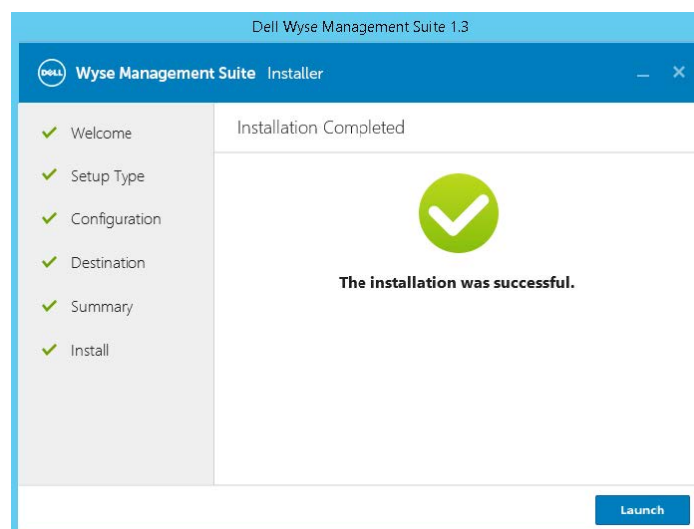 Dell Wyse Management Suite 1.3
DELL Wyse Management Suite Installer
Welcome
Setup Type
Configuration
Destination
Summary
Install
Installation Completed
The installation was successful.
Launch